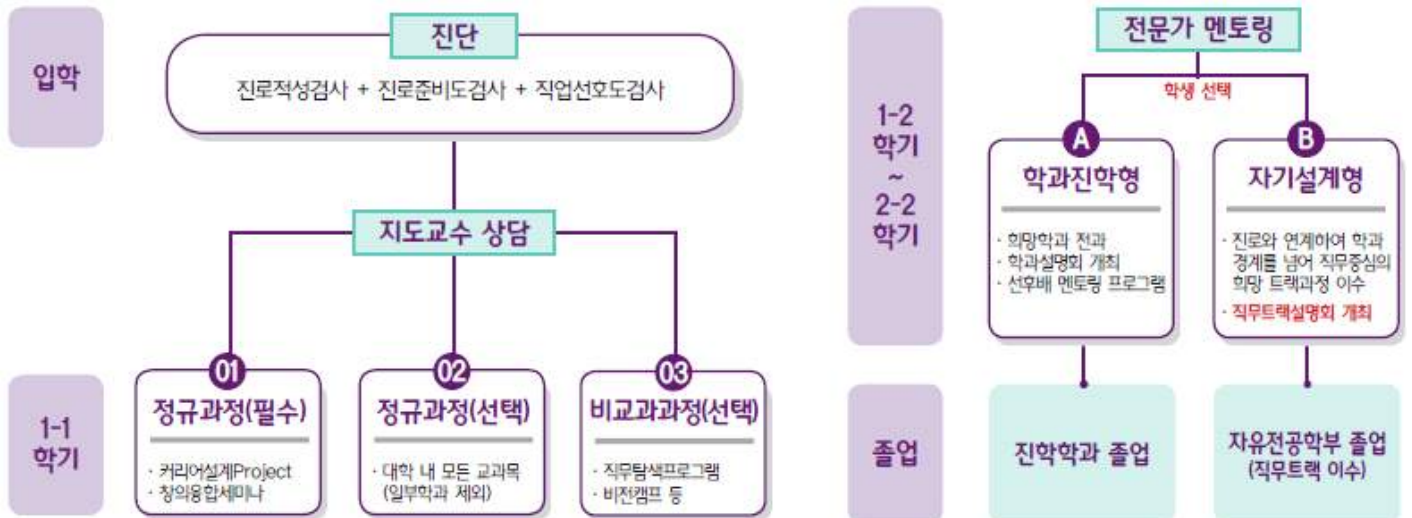 입학
진단
진로적성검사 + 진로준비도검사 + 직업선호도검사
지도교수 상담
1-1
학기
01
정규과정(필수)
· 커리어설계Project
· 창의융합세미나
02
정규과정(선택)
· 대학 내 모든 교과목
(일부학과 제외)
03
비교과과정(선택)
· 직무탐색프로그램
· 비전캠프 등
1-2
학기
~
2-2
학기
전문가 멘토링
학생 선택
A
학과진학형
· 희망학과 전과
· 학과설명회 개최
· 선후배 멘토링 프로그램
B
자기설계형
· 진로와 연계하여 학과
경계를 넘어 직무중심의
희망 트랙과정 이수
· 직무트랙설명회 개최
졸업
진학학과 졸업
자유전공학부 졸업
(직무트랙 이수)